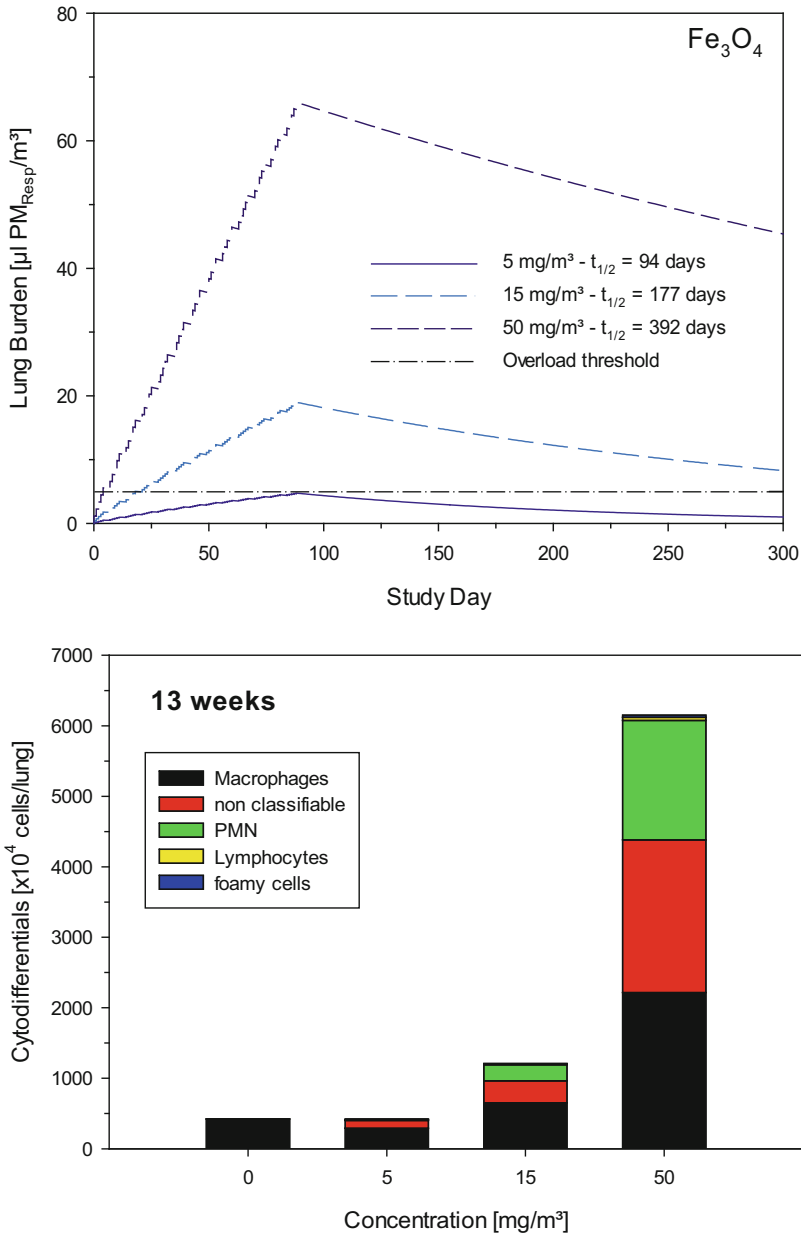 Fe₃O₄
80
60
40
20
0
Lung Burden [µl PM_Resp/m³]
5 mg/m³ - t₁/₂ = 94 days
15 mg/m³ - t₁/₂ = 177 days
50 mg/m³ - t₁/₂ = 392 days
Overload threshold
0 50 100 150 200 250 300
Study Day
7000
6000
5000
4000
3000
2000
1000
0
Cytodifferentials [x10⁴ cells/lung]
13 weeks
Macrophages
non classifiable
PMN
Lymphocytes
foamy cells
0 5 15 50
Concentration [mg/m³]